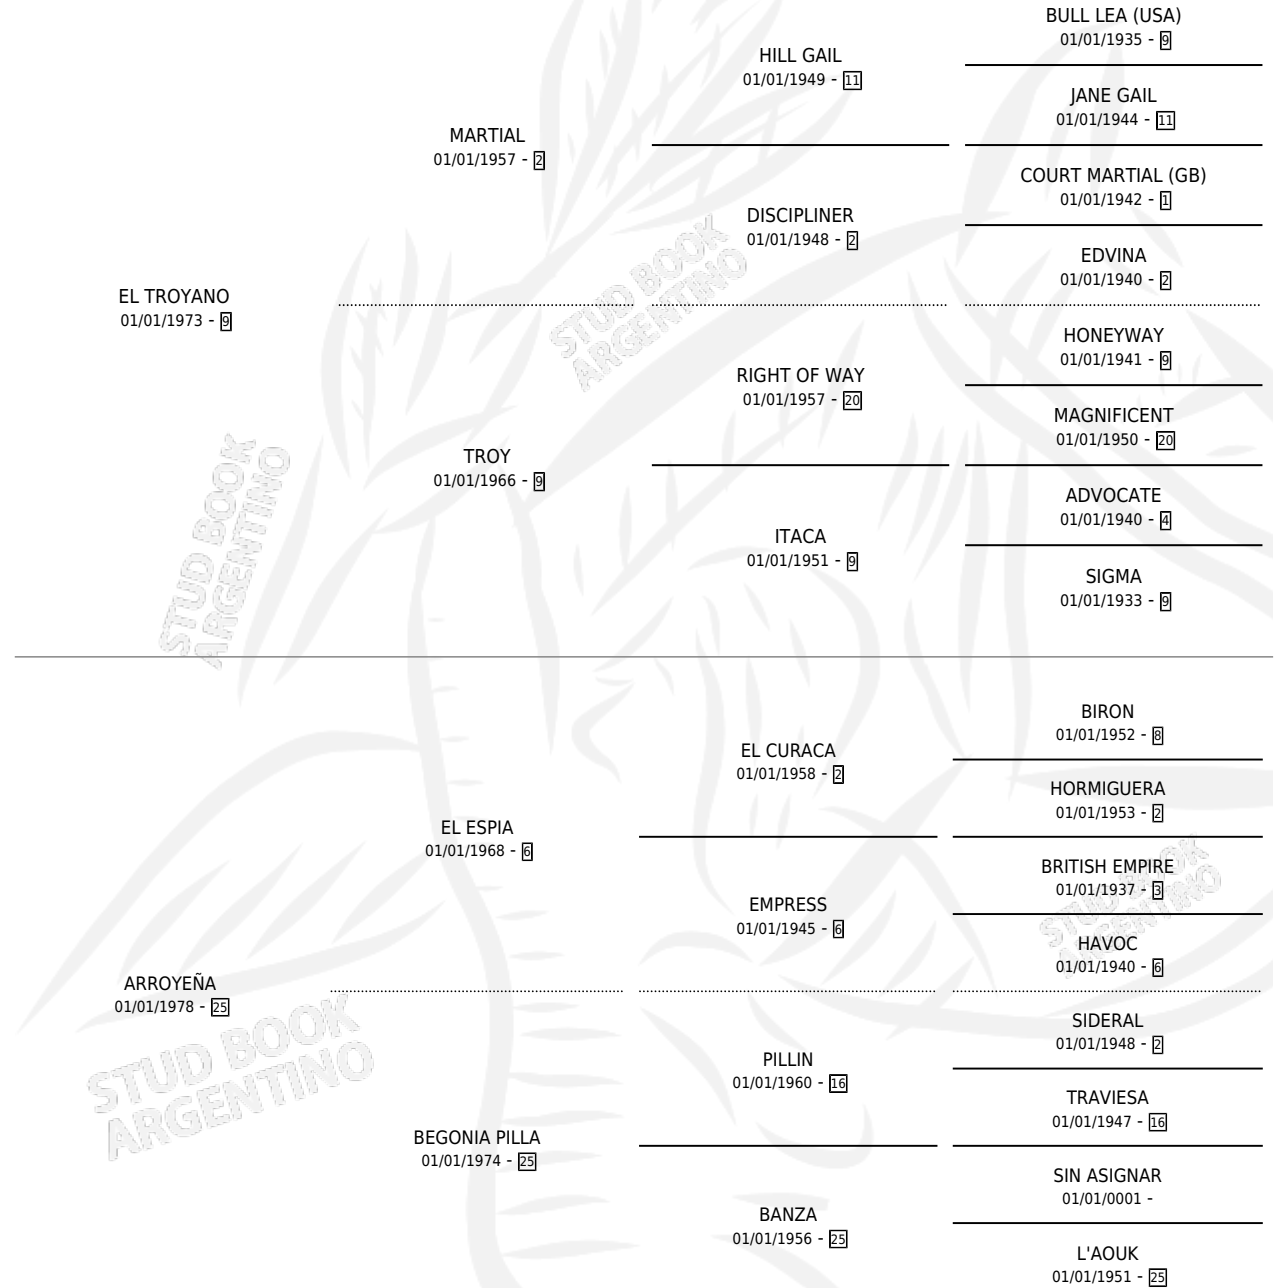 BULL LEA (USA)
01/01/1935 - 9
HILL GAIL
01/01/1949 - 11
JANE GAIL
01/01/1944 - 11
MARTIAL
01/01/1957 - 2
COURT MARTIAL (GB)
01/01/1942 - 1
DISCIPLINER
01/01/1948 - 2
EDVINA
01/01/1940 - 2
EL TROYANO
01/01/1973 - 9
HONEYWAY
01/01/1941 - 9
RIGHT OF WAY
01/01/1957 - 20
MAGNIFICENT
01/01/1950 - 20
TROY
01/01/1966 - 9
ADVOCATE
01/01/1940 - 4
ITACA
01/01/1951 - 9
SIGMA
01/01/1933 - 9
BIRON
01/01/1952 - 8
EL CURACA
01/01/1958 - 2
HORMIGUERA
01/01/1953 - 2
EL ESPIA
01/01/1968 - 6
BRITISH EMPIRE
01/01/1937 - 3
EMPRESS
01/01/1945 - 6
HAVOC
01/01/1940 - 6
ARROYEÑA
01/01/1978 - 25
SIDERAL
01/01/1948 - 2
PILLIN
01/01/1960 - 16
TRAVIESA
01/01/1947 - 16
BEGONIA PILLA
01/01/1974 - 25
SIN ASIGNAR
01/01/0001 -
BANZA
01/01/1956 - 25
L'AOUK
01/01/1951 - 25
STUD BOOK
ARGENTINO
STUD BOOK
ARGENTINO
STUD BOOK
ARGENTINO
STUD BOOK
ARGENTINO